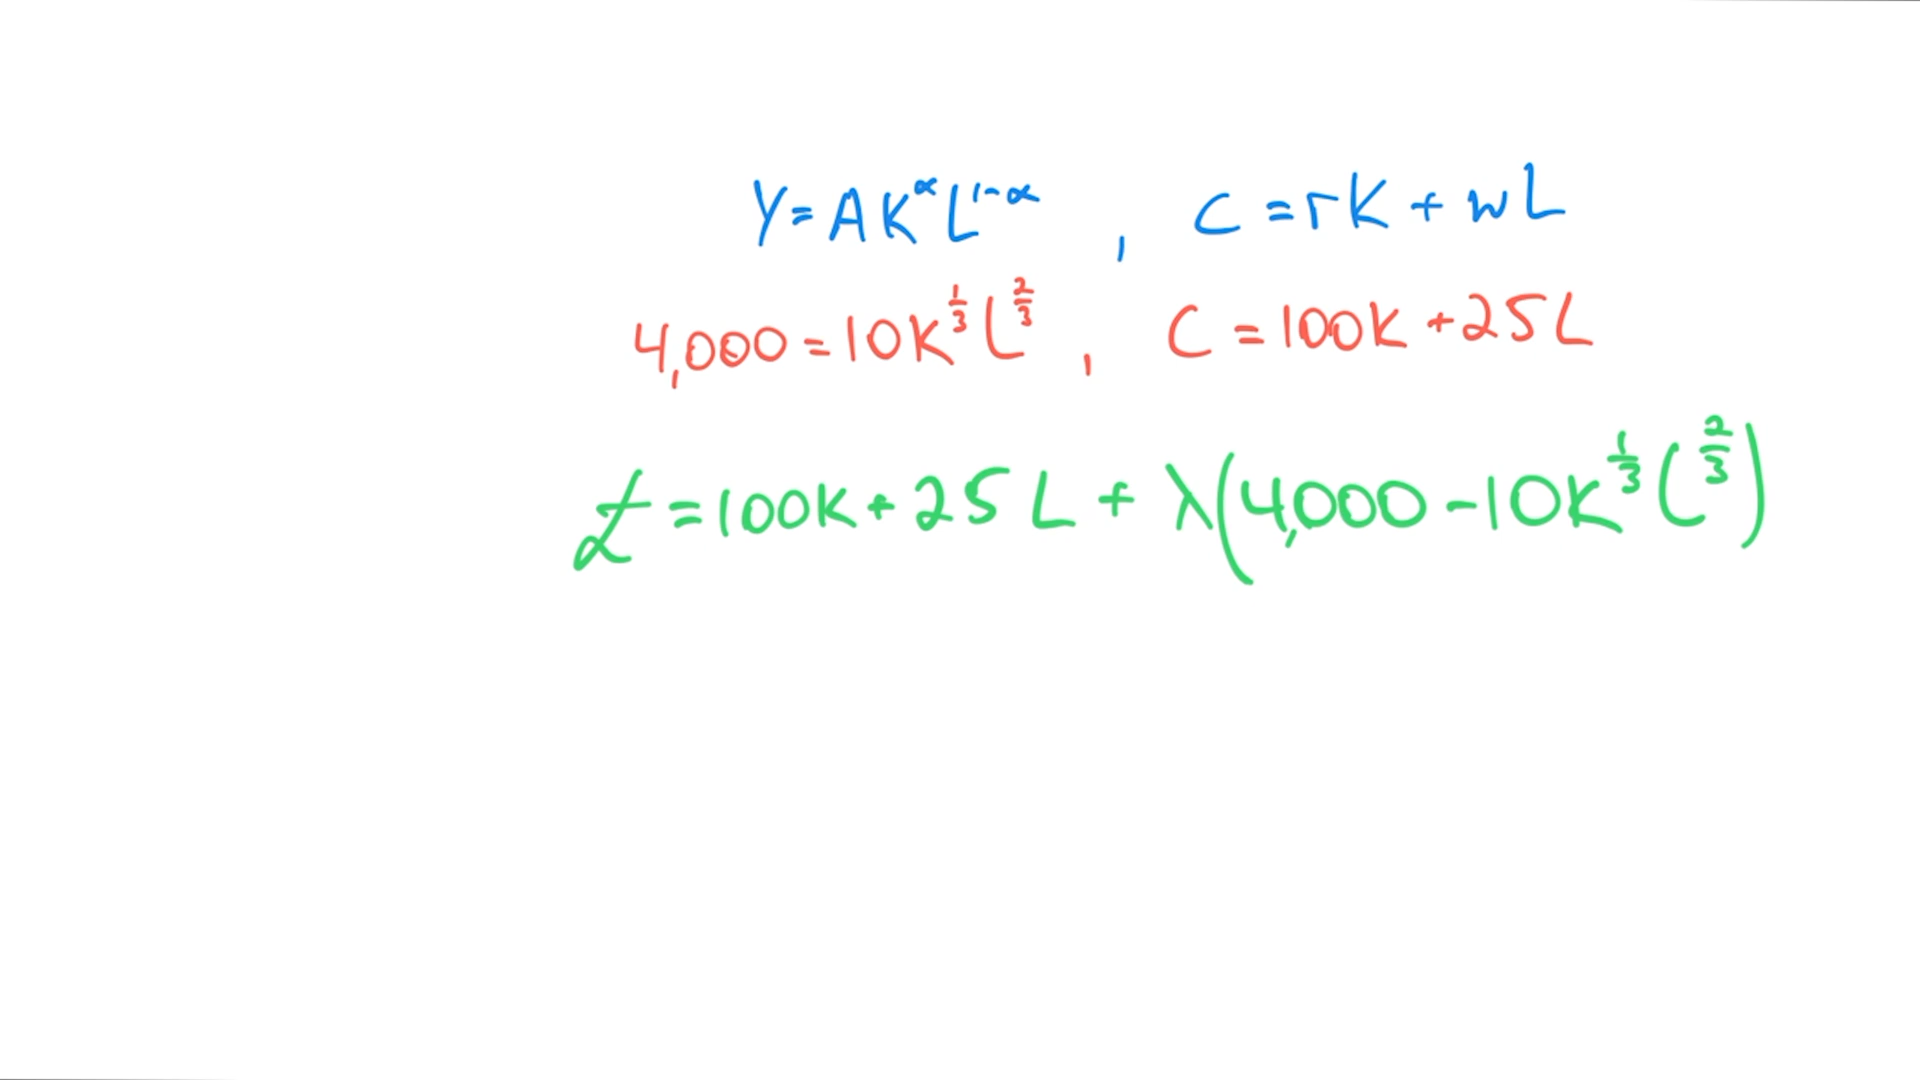 Y = AK^α L^{1-α} , C = rK + wL
4,000 = 10K^{1/3} L^{2/3} , C = 100K + 25L
ℒ = 100K + 25L + λ(4,000 - 10K^{1/3} L^{2/3})